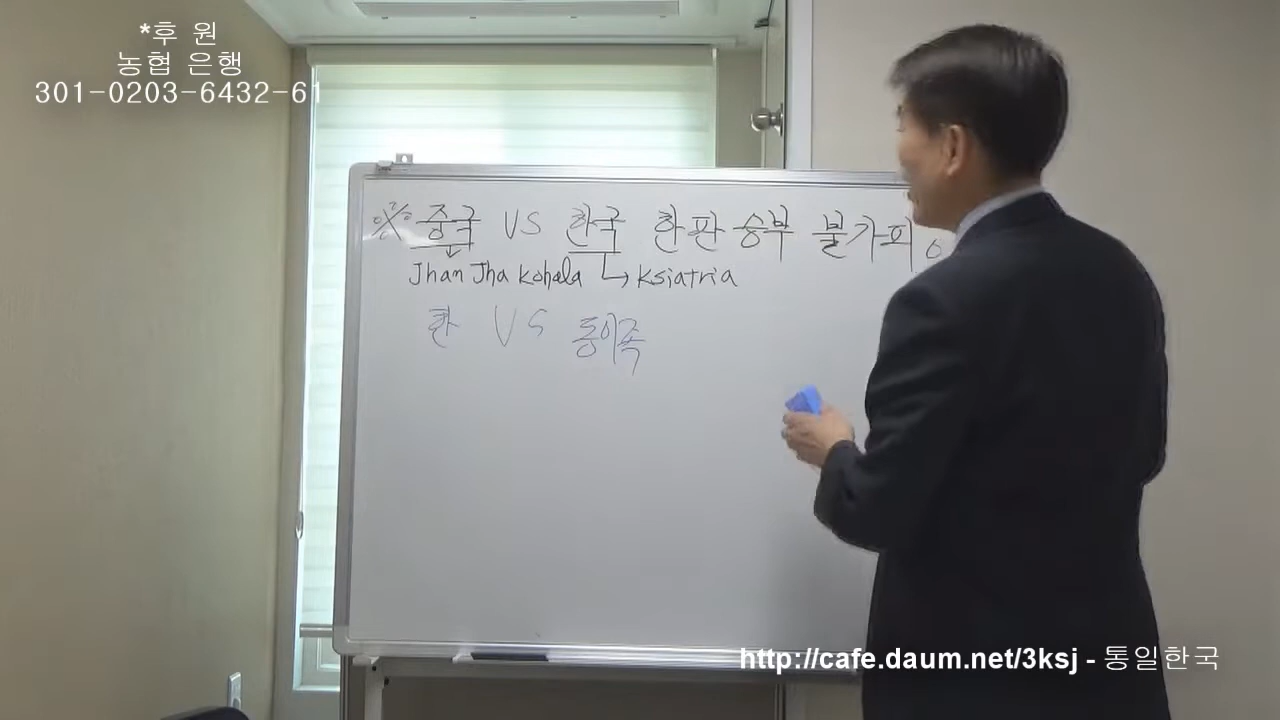 *후 원
농협 은행
301-0203-6432-61
※ 중국 VS 한국 한판 승부 불가피
Jhan Jha Kohala Ksiatria
한 VS 동이족
http://cafe.daum.net/3ksj - 통일한국